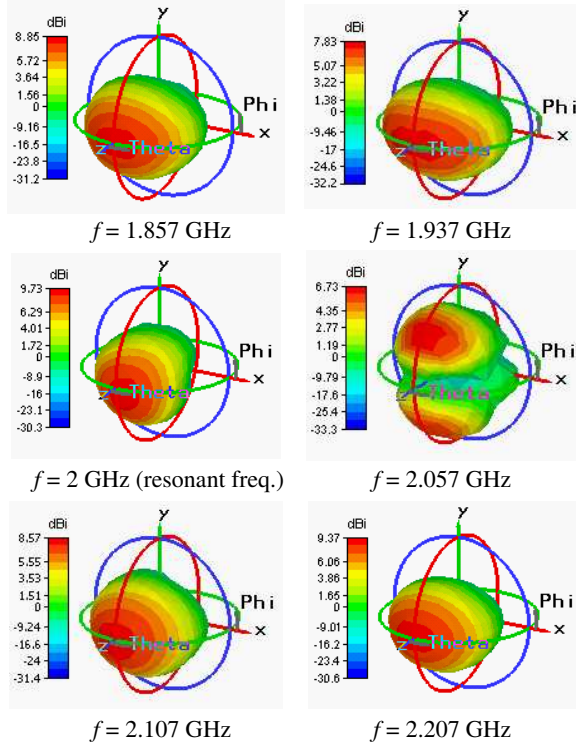 dBi
8.85
5.72
3.64
1.56
0
-9.16
-16.5
-23.8
-31.2
y
Phi
x
z
Theta
f = 1.857 GHz
dBi
7.83
5.07
3.22
1.38
0
-9.46
-17
-24.6
-32.2
y
Phi
x
z
Theta
f = 1.937 GHz
dBi
9.73
6.29
4.01
1.72
0
-8.9
-16
-23.1
-30.3
y
Phi
x
z
Theta
f = 2 GHz (resonant freq.)
dBi
6.73
4.35
2.77
1.19
0
-9.79
-17.6
-25.4
-33.3
y
Phi
x
z
Theta
f = 2.057 GHz
dBi
8.57
5.55
3.53
1.51
0
-9.24
-16.6
-24
-31.4
y
Phi
x
z
Theta
f = 2.107 GHz
dBi
9.37
6.06
3.86
1.65
0
-9.01
-16.2
-23.4
-30.6
y
Phi
x
z
Theta
f = 2.207 GHz